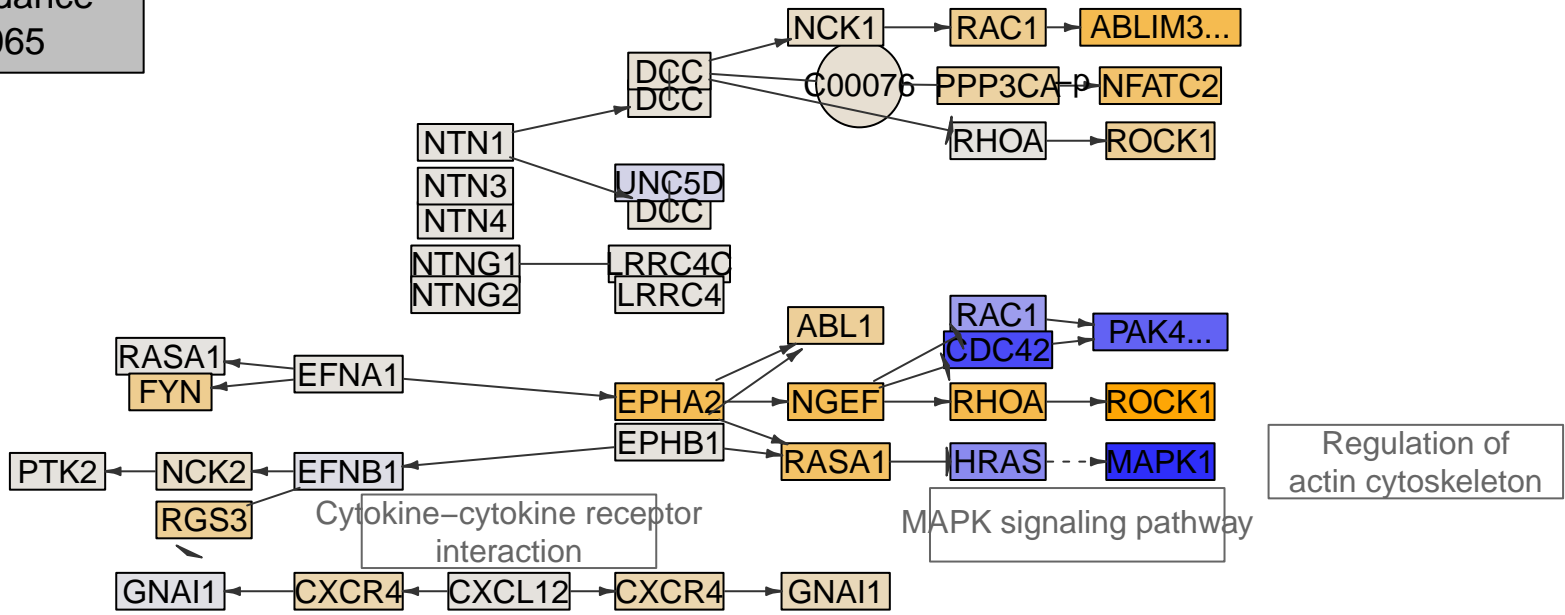 NCK1
RAC1
ABLIM3...
DCC
C00076
PPP3CA
–p
NFATC2
DCC
NTN1
RHOA
ROCK1
NTN3
UNC5D
NTN4
DCC
NTNG1
LRRC4C
NTNG2
LRRC4
RAC1
ABL1
PAK4...
CDC42
RASA1
EFNA1
FYN
EPHA2
NGEF
RHOA
ROCK1
EPHB1
PTK2
NCK2
EFNB1
RASA1
HRAS
MAPK1
Regulation of
actin cytoskeleton
RGS3
Cytokine–cytokine receptor
interaction
MAPK signaling pathway
GNAI1
CXCR4
CXCL12
CXCR4
GNAI1